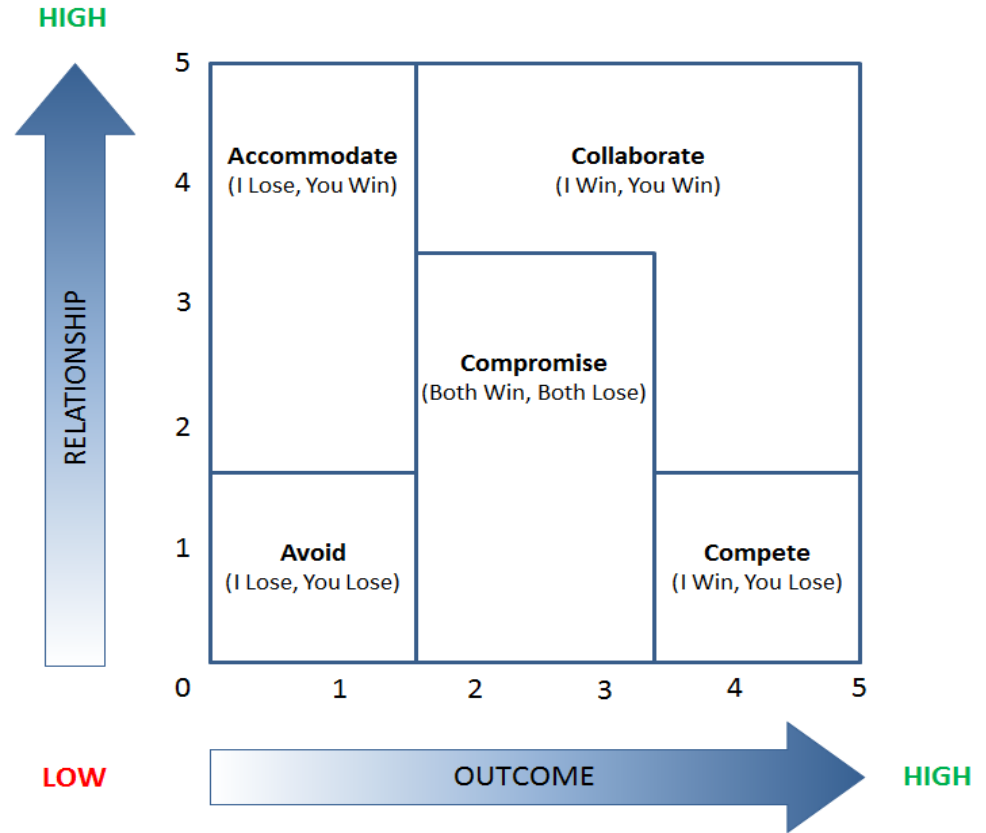 HIGH
5
Accommodate
(I Lose, You Win)
Collaborate
(I Win, You Win)
4
3
RELATIONSHIP
Compromise
(Both Win, Both Lose)
2
1
Avoid
(I Lose, You Lose)
Compete
(I Win, You Lose)
0 1 2 3 4 5
LOW
OUTCOME
HIGH